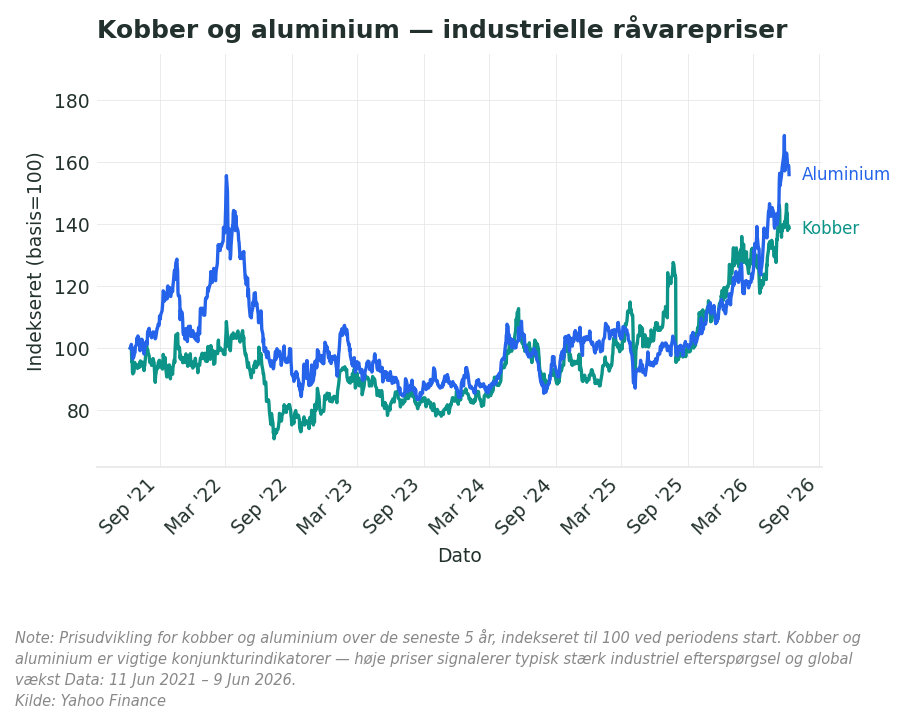 Kobber og aluminium — industrielle råvarepriser
Indekseret (basis=100)
180
160
140
120
100
80
Aluminium
Kobber
Sep '21
Mar '22
Sep '22
Mar '23
Sep '23
Mar '24
Sep '24
Mar '25
Sep '25
Mar '26
Sep '26
Dato
Note: Prisudvikling for kobber og aluminium over de seneste 5 år, indekseret til 100 ved periodens start. Kobber og
aluminium er vigtige konjunkturindikatorer — høje priser signalerer typisk stærk industriel efterspørgsel og global
vækst Data: 11 Jun 2021 – 9 Jun 2026.
Kilde: Yahoo Finance